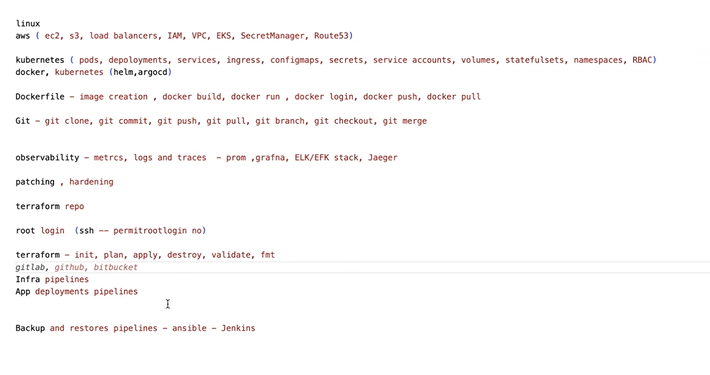 linux
aws ( ec2, s3, load balancers, IAM, VPC, EKS, SecretManager, Route53)
kubernetes ( pods, depoloyments, services, ingress, configmaps, secrets, service accounts, volumes, statefulsets, namespaces, RBAC)
docker, kubernetes (helm,argocd)
Dockerfile – image creation , docker build, docker run , docker login, docker push, docker pull
Git – git clone, git commit, git push, git pull, git branch, git checkout, git merge
observability – metrcs, logs and traces – prom ,grafna, ELK/EFK stack, Jaeger
patching , hardening
terraform repo
root login (ssh –– permitrootlogin no)
terraform – init, plan, apply, destroy, validate, fmt
gitlab, github, bitbucket
Infra pipelines
App deployments pipelines
Backup and restores pipelines – ansible – Jenkins